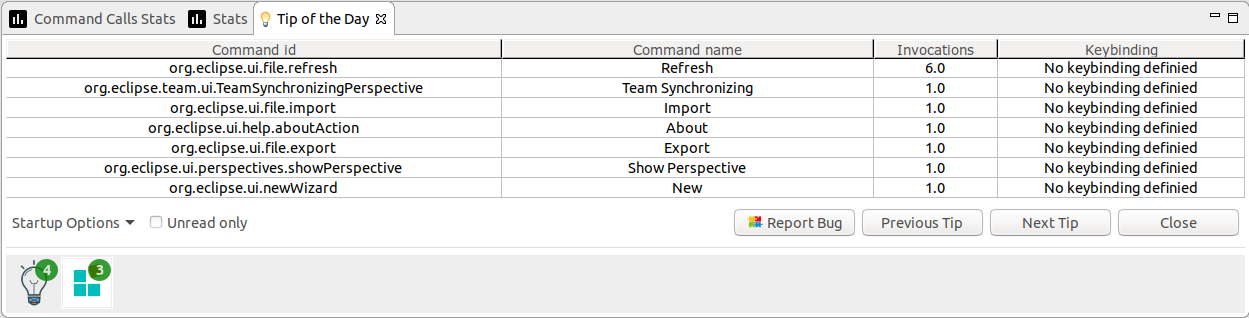 Command Calls Stats Stats Tip of the Day
Command id Command name Invocations Keybinding
org.eclipse.ui.file.refresh Refresh 6.0 No keybinding definied
org.eclipse.team.ui.TeamSynchronizingPerspective Team Synchronizing 1.0 No keybinding definied
org.eclipse.ui.file.import Import 1.0 No keybinding definied
org.eclipse.ui.help.aboutAction About 1.0 No keybinding definied
org.eclipse.ui.file.export Export 1.0 No keybinding definied
org.eclipse.ui.perspectives.showPerspective Show Perspective 1.0 No keybinding definied
org.eclipse.ui.newWizard New 1.0 No keybinding definied
Startup Options Unread only Report Bug Previous Tip Next Tip Close
4 3